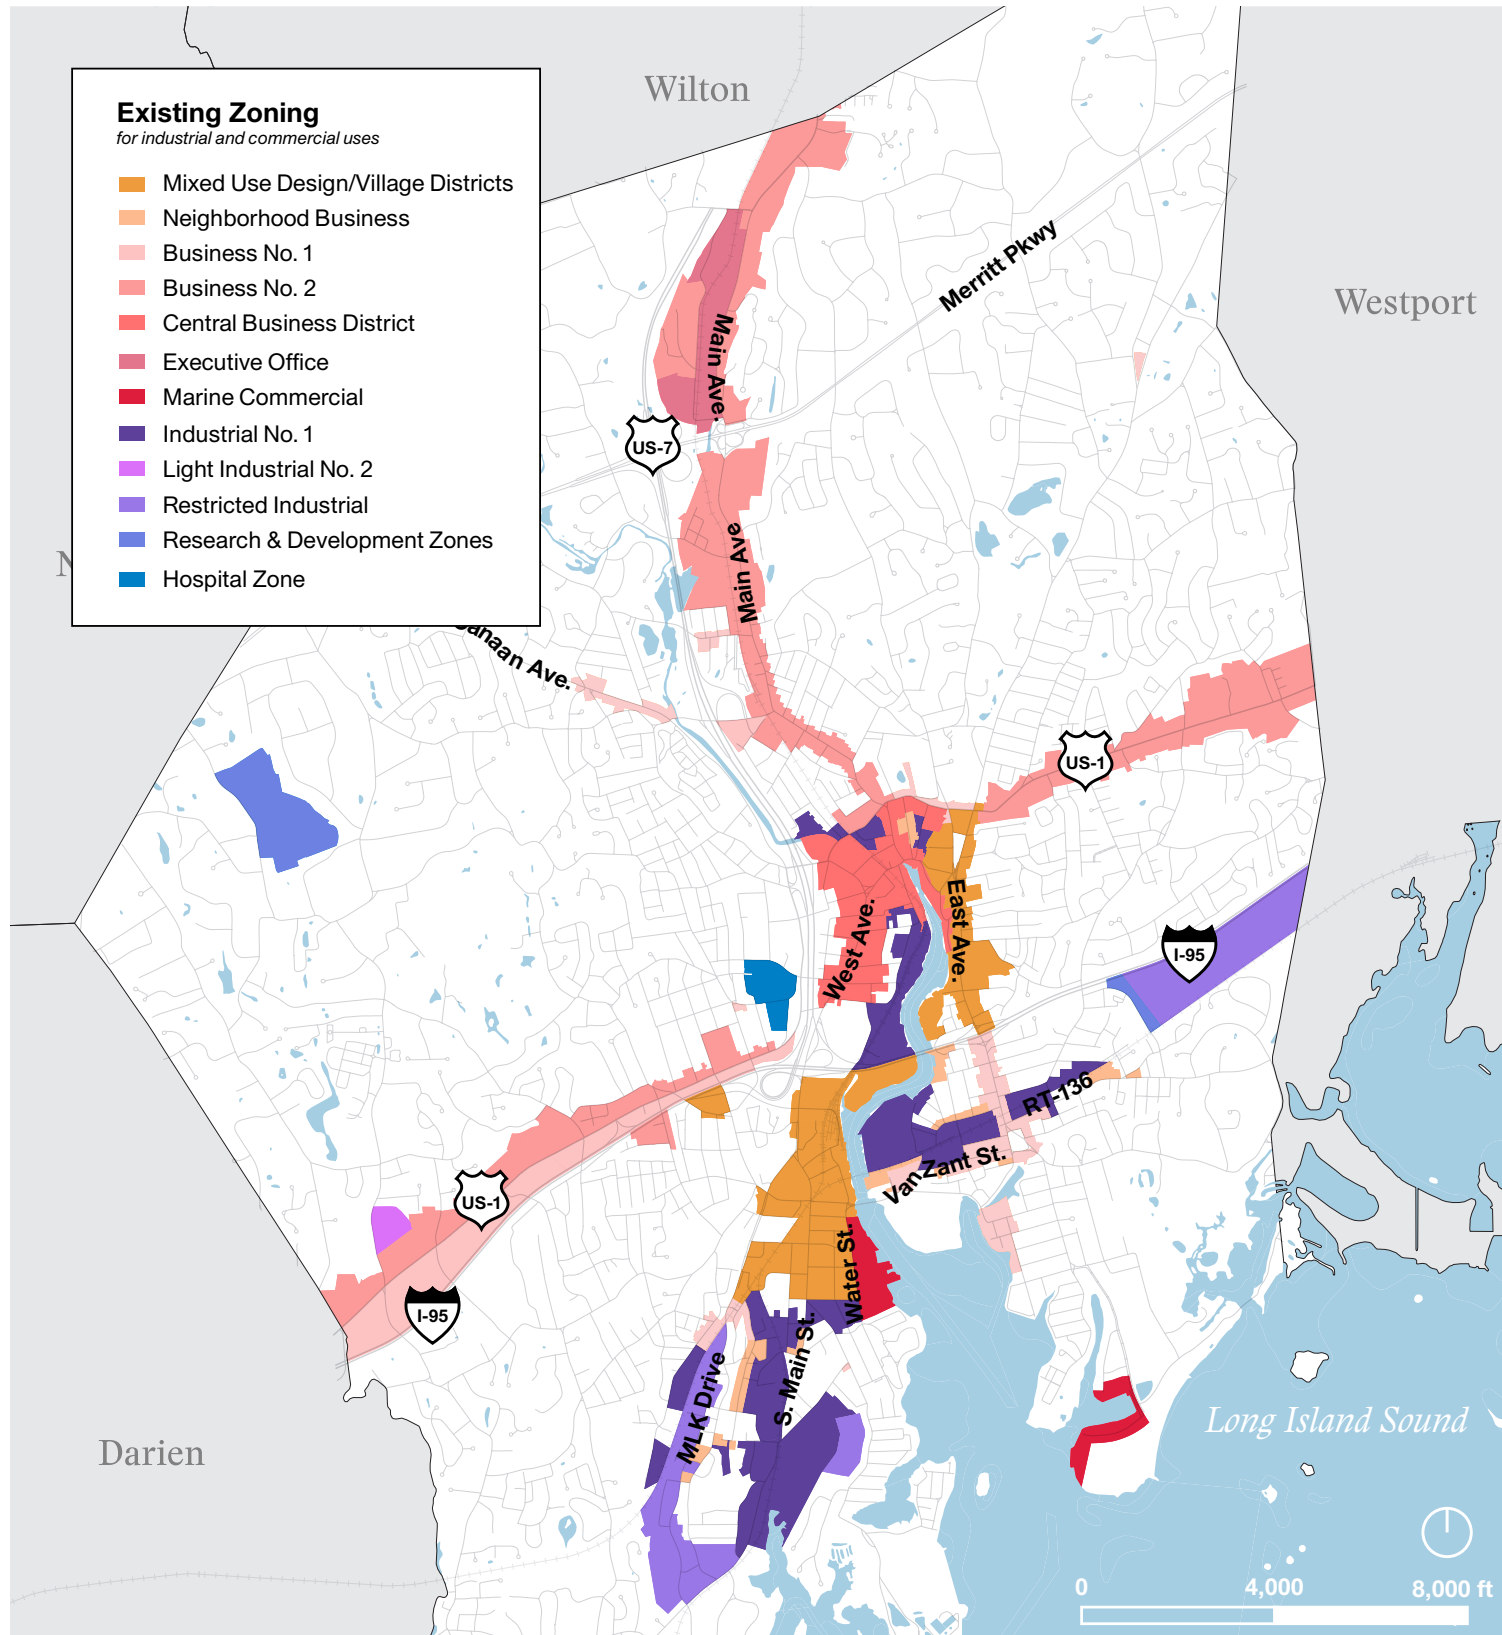 Wilton
Existing Zoning
for industrial and commercial uses
Mixed Use Design/Village Districts
Neighborhood Business
Business No. 1
Business No. 2
Central Business District
Executive Office
Marine Commercial
Industrial No. 1
Light Industrial No. 2
Restricted Industrial
Research & Development Zones
Hospital Zone
Merritt Pkwy
Westport
Main Ave.
US-7
Main Ave
N
Canaan Ave.
US-1
East Ave.
West Ave.
I-95
RT-136
Van Zant St.
US-1
Water St.
I-95
S. Main St.
MLK Drive
Darien
Long Island Sound
0 4,000 8,000 ft